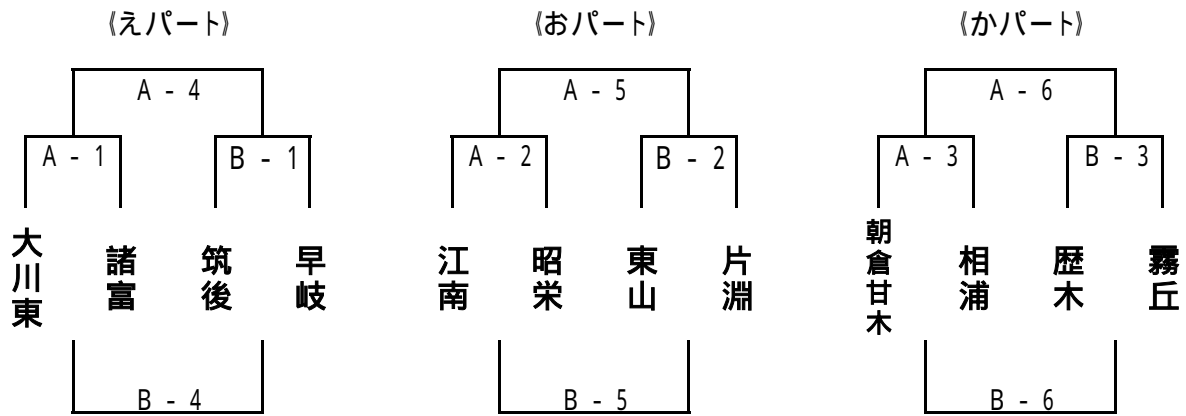 《えパート》 《おパート》 《かパート》
A - 4 A - 5 A - 6
A - 1 B - 1 A - 2 B - 2 A - 3 B - 3
大川東 諸富 筑後 早岐 江南 昭栄 東山 片淵 朝倉甘木 相浦 歴木 霧丘
B - 4 B - 5 B - 6